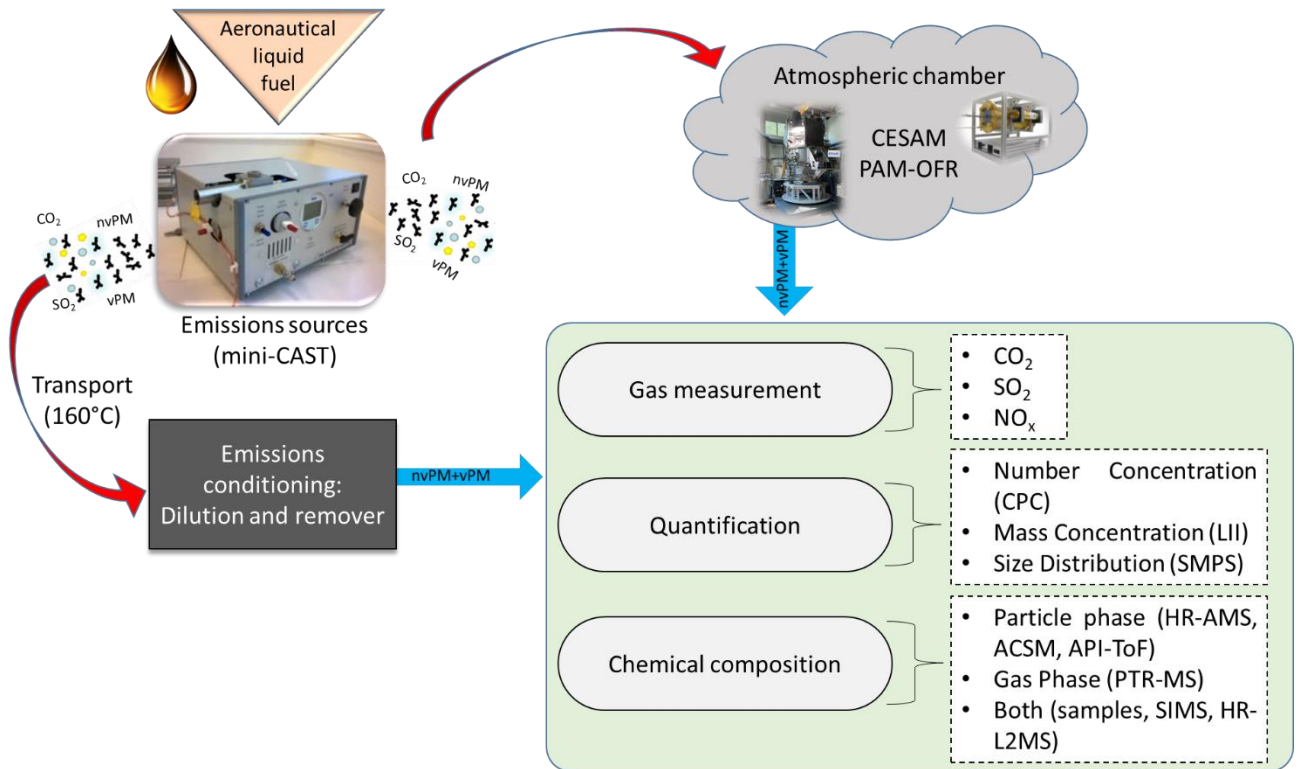 Aeronautical
liquid
fuel
Atmospheric chamber
CESAM
PAM-OFR
CO2
nvPM
SO2
vPM
CO2
nvPM
SO2
vPM
Emissions sources
(mini-CAST)
Transport
(160°C)
Emissions
conditioning:
Dilution and remover
nvPM+vPM
nvPM+vPM
Gas measurement
• CO2
• SO2
• NOx
Quantification
• Number Concentration
(CPC)
• Mass Concentration (LII)
• Size Distribution (SMPS)
Chemical composition
• Particle phase (HR-AMS,
ACSM, API-ToF)
• Gas Phase (PTR-MS)
• Both (samples, SIMS, HR-
L2MS)